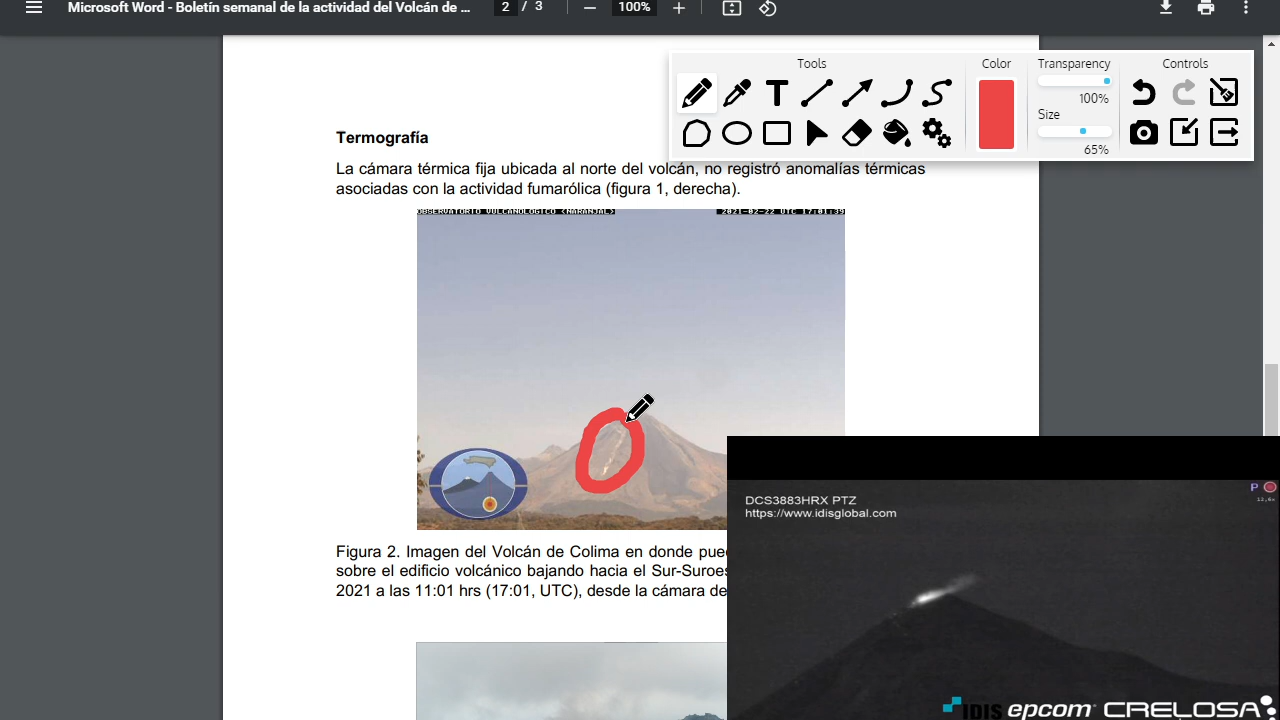 Microsoft Word - Boletín semanal de la actividad del Volcán de ...
2 / 3
100%
Tools
Color
Transparency
Controls
100%
Size
65%
Termografía
La cámara térmica fija ubicada al norte del volcán, no registró anomalías térmicas
asociadas con la actividad fumarólica (figura 1, derecha).
OBSERVATORIO VULCANOLOGICO (NARANJAL)
2021-02-22 UTC 17:01:39
Figura 2. Imagen del Volcán de Colima en donde pue
sobre el edificio volcánico bajando hacia el Sur-Suroes
2021 a las 11:01 hrs (17:01, UTC), desde la cámara de
DCS3883HRX PTZ
https://www.idisglobal.com
P
IDIS epcom CRELOSA